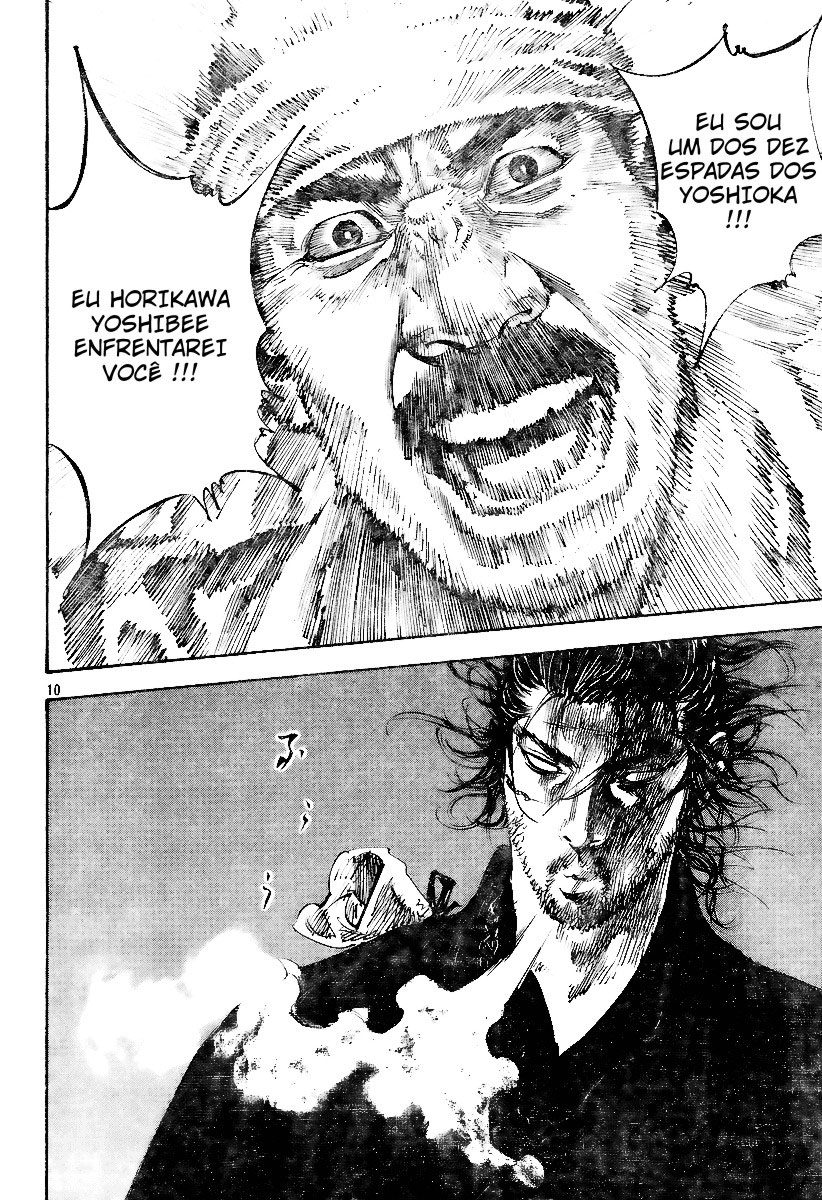 EU SOU
UM DOS DEZ
ESPADAS DOS
YOSHIOKA
!!!
EU HORIKAWA
YOSHIBEE
ENFRENTAREI
VOCÊ !!!
10
ふ